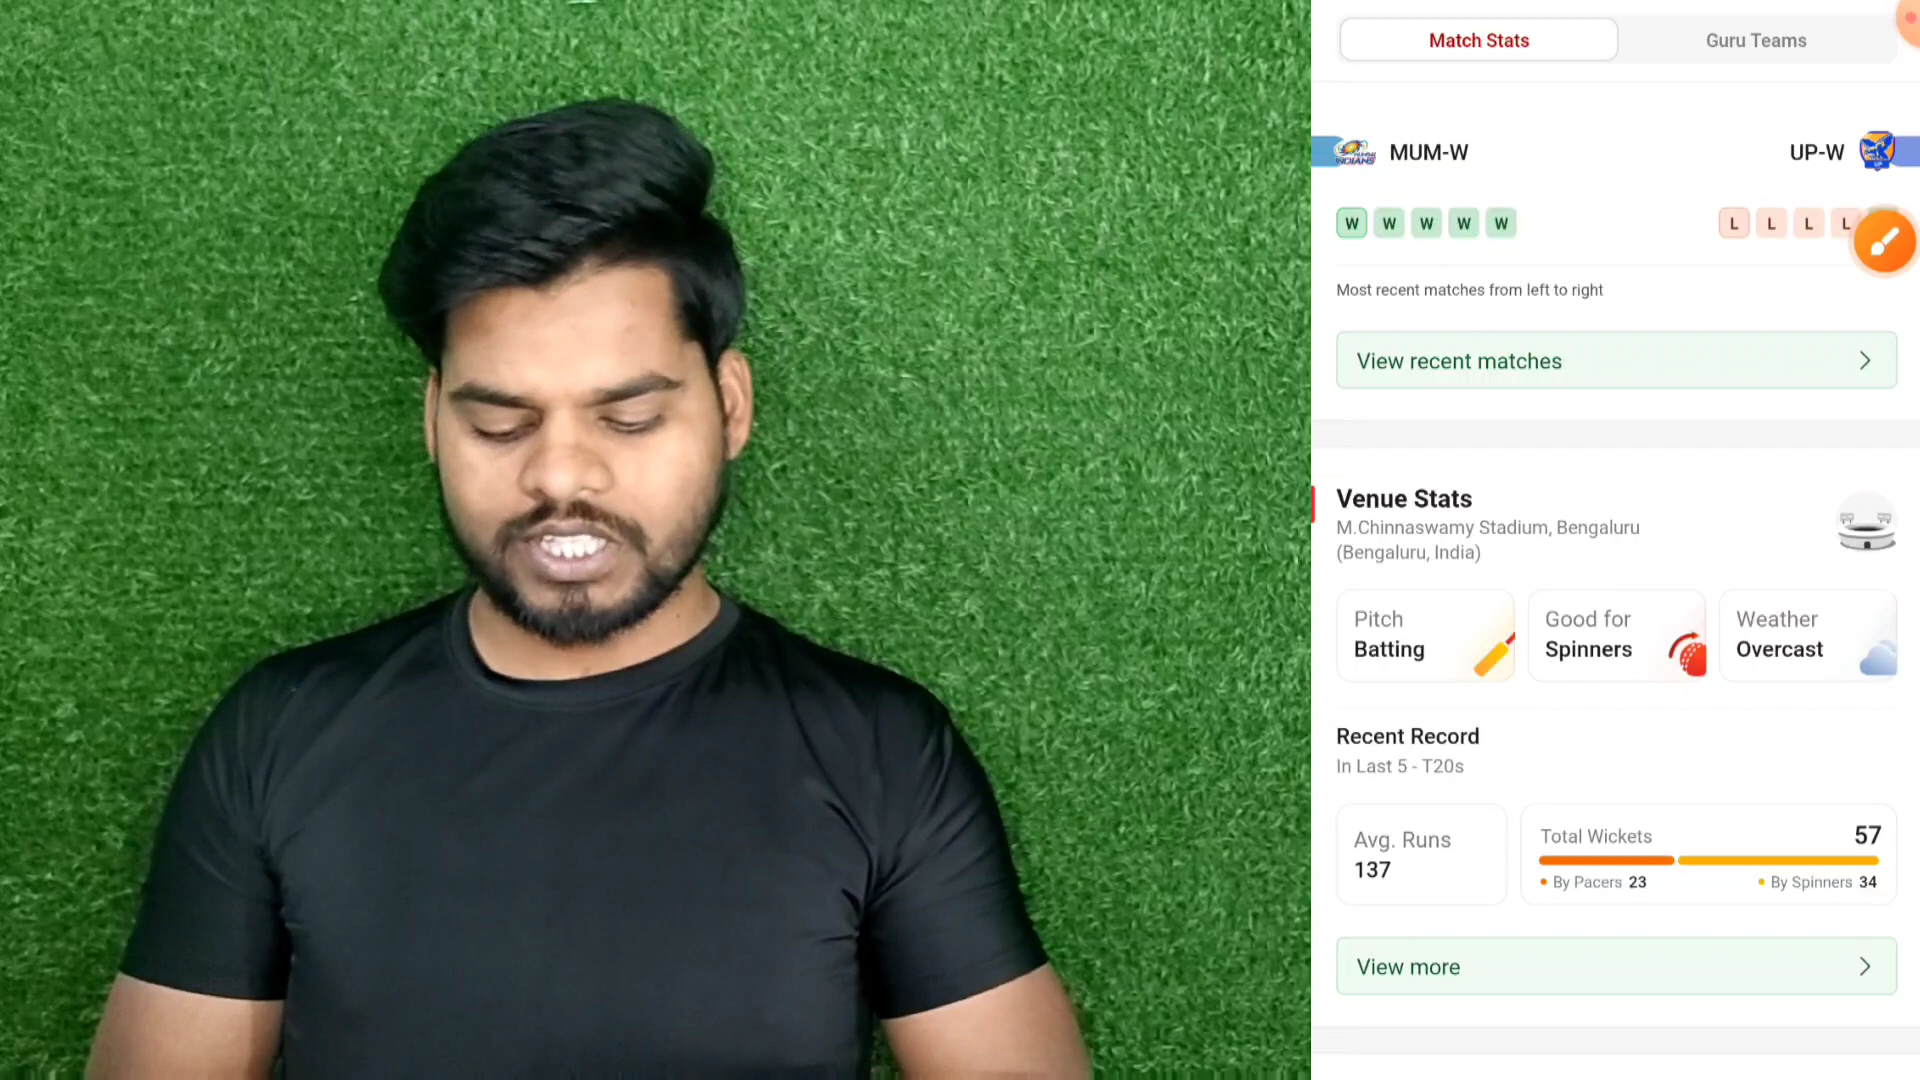 Match Stats
Guru Teams
INDIANS
MUM-W
UP-W
W W W W W
L L L L
Most recent matches from left to right
View recent matches
Venue Stats
M.Chinnaswamy Stadium, Bengaluru
(Bengaluru, India)
Pitch
Batting
Good for
Spinners
Weather
Overcast
Recent Record
In Last 5 - T20s
Avg. Runs
137
Total Wickets 57
By Pacers 23
By Spinners 34
View more